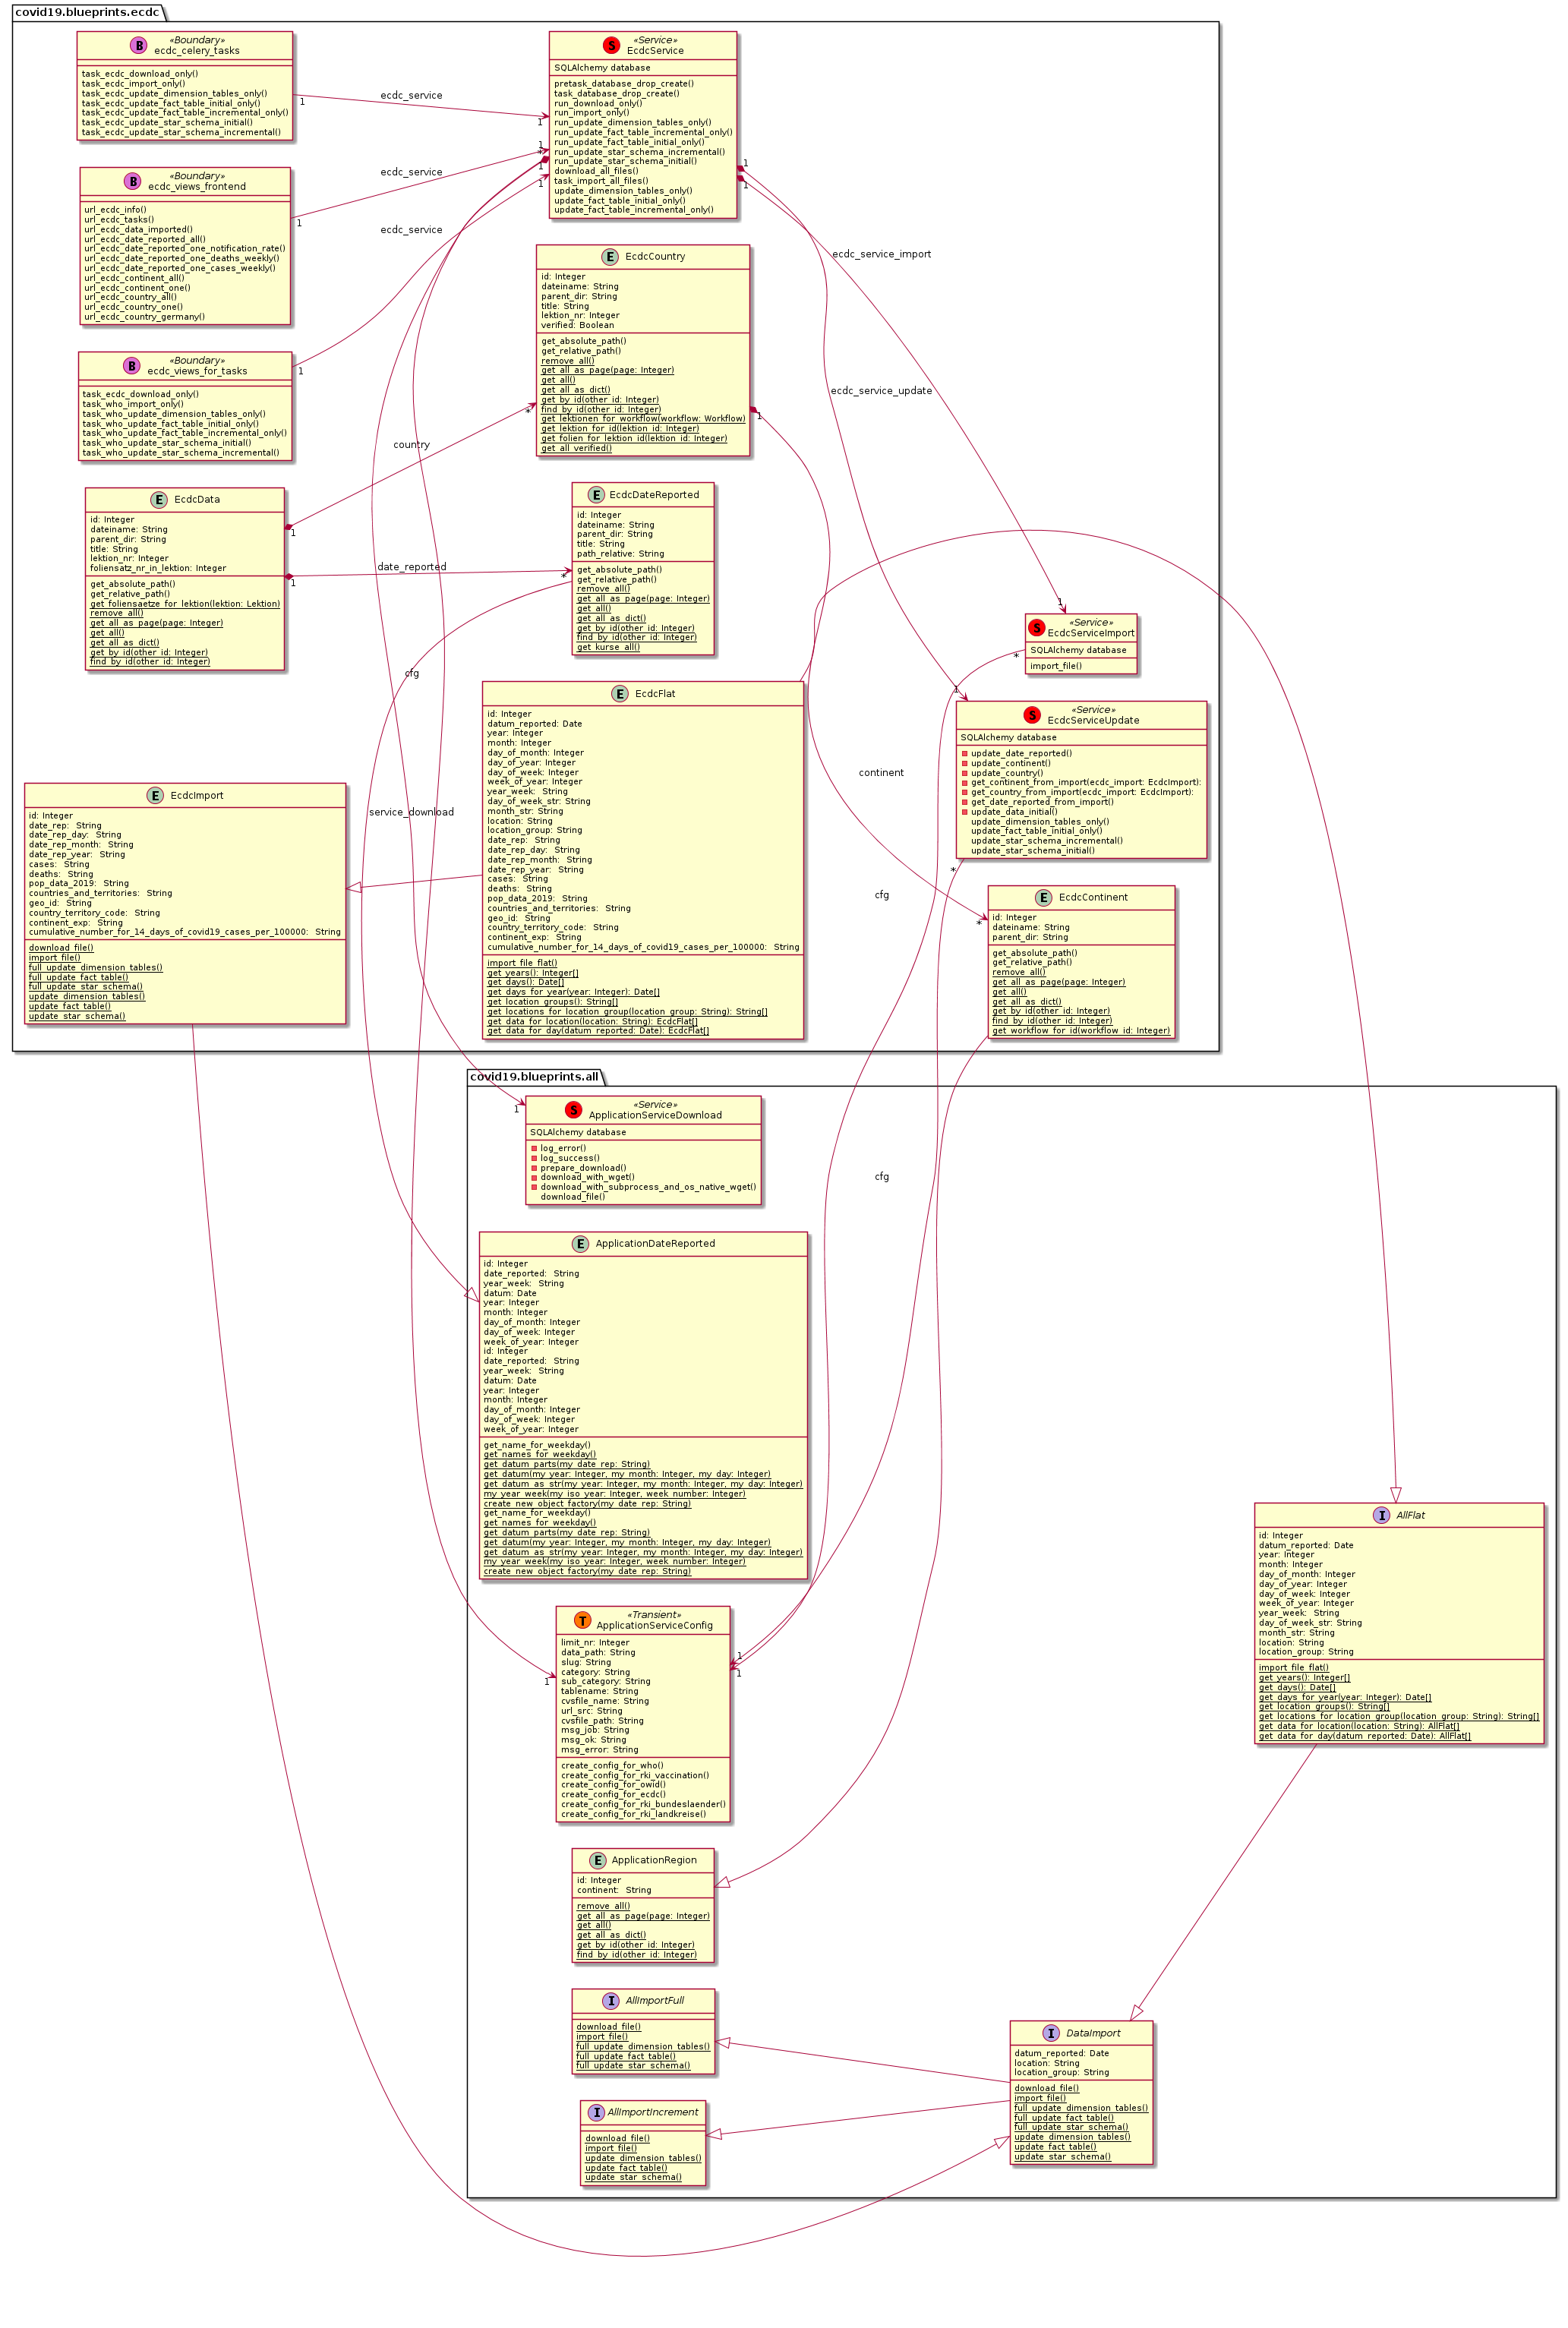 covid19.blueprints.ecdc
B
«Boundary»
ecdc_celery_tasks
task_ecdc_download_only()
task_ecdc_import_only()
task_ecdc_update_dimension_tables_only()
task_ecdc_update_fact_table_initial_only()
task_ecdc_update_fact_table_incremental_only()
task_ecdc_update_star_schema_initial()
task_ecdc_update_star_schema_incremental()
B
«Boundary»
ecdc_views_frontend
url_ecdc_info()
url_ecdc_tasks()
url_ecdc_data_imported()
url_ecdc_date_reported_all()
url_ecdc_date_reported_one_notification_rate()
url_ecdc_date_reported_one_deaths_weekly()
url_ecdc_date_reported_one_cases_weekly()
url_ecdc_continent_all()
url_ecdc_continent_one()
url_ecdc_country_all()
url_ecdc_country_one()
url_ecdc_country_germany()
B
«Boundary»
ecdc_views_for_tasks
task_ecdc_download_only()
task_who_import_only()
task_who_update_dimension_tables_only()
task_who_update_fact_table_initial_only()
task_who_update_fact_table_incremental_only()
task_who_update_star_schema_initial()
task_who_update_star_schema_incremental()
E
EcdcData
id: Integer
dateiname: String
parent_dir: String
title: String
lektion_nr: Integer
foliensatz_nr_in_lektion: Integer
get_absolute_path()
get_relative_path()
get_foliensaetze_for_lektion(lektion: Lektion)
remove_all()
get_all_as_page(page: Integer)
get_all()
get_all_as_dict()
get_by_id(other_id: Integer)
find_by_id(other_id: Integer)
E
EcdcImport
id: Integer
date_rep: String
date_rep_day: String
date_rep_month: String
date_rep_year: String
cases: String
deaths: String
pop_data_2019: String
countries_and_territories: String
geo_id: String
country_territory_code: String
continent_exp: String
cumulative_number_for_14_days_of_covid19_cases_per_100000: String
download_file()
import_file()
full_update_dimension_tables()
full_update_fact_table()
full_update_star_schema()
update_dimension_tables()
update_fact_table()
update_star_schema()
S
«Service»
EcdcService
SQLAlchemy database
pretask_database_drop_create()
task_database_drop_create()
run_download_only()
run_import_only()
run_update_dimension_tables_only()
run_update_fact_table_incremental_only()
run_update_fact_table_initial_only()
run_update_star_schema_incremental()
run_update_star_schema_initial()
download_all_files()
task_import_all_files()
update_dimension_tables_only()
update_fact_table_initial_only()
update_fact_table_incremental_only()
E
EcdcCountry
id: Integer
dateiname: String
parent_dir: String
title: String
lektion_nr: Integer
verified: Boolean
get_absolute_path()
get_relative_path()
remove_all()
get_all_as_page(page: Integer)
get_all()
get_all_as_dict()
get_by_id(other_id: Integer)
find_by_id(other_id: Integer)
get_lektionen_for_workflow(workflow: Workflow)
get_lektion_for_id(lektion_id: Integer)
get_folien_for_lektion_id(lektion_id: Integer)
get_all_verified()
E
EcdcDateReported
id: Integer
dateiname: String
parent_dir: String
title: String
path_relative: String
get_absolute_path()
get_relative_path()
remove_all()
get_all_as_page(page: Integer)
get_all()
get_all_as_dict()
get_by_id(other_id: Integer)
find_by_id(other_id: Integer)
get_kurse_all()
E
EcdcFlat
id: Integer
datum_reported: Date
year: Integer
month: Integer
day_of_month: Integer
day_of_year: Integer
day_of_week: Integer
week_of_year: Integer
year_week: String
day_of_week_str: String
month_str: String
location: String
location_group: String
date_rep: String
date_rep_day: String
date_rep_month: String
date_rep_year: String
cases: String
deaths: String
pop_data_2019: String
countries_and_territories: String
geo_id: String
country_territory_code: String
continent_exp: String
cumulative_number_for_14_days_of_covid19_cases_per_100000: String
import_file_flat()
get_years(): Integer[]
get_days(): Date[]
get_days_for_year(year: Integer): Date[]
get_location_groups(): String[]
get_locations_for_location_group(location_group: String): String[]
get_data_for_location(location: String): EcdcFlat[]
get_data_for_day(datum_reported: Date): EcdcFlat[]
S
«Service»
EcdcServiceImport
SQLAlchemy database
import_file()
S
«Service»
EcdcServiceUpdate
SQLAlchemy database
update_date_reported()
update_continent()
update_country()
get_continent_from_import(ecdc_import: EcdcImport):
get_country_from_import(ecdc_import: EcdcImport):
get_date_reported_from_import()
update_data_initial()
update_dimension_tables_only()
update_fact_table_initial_only()
update_star_schema_incremental()
update_star_schema_initial()
E
EcdcContinent
id: Integer
dateiname: String
parent_dir: String
get_absolute_path()
get_relative_path()
remove_all()
get_all_as_page(page: Integer)
get_all()
get_all_as_dict()
get_by_id(other_id: Integer)
find_by_id(other_id: Integer)
get_workflow_for_id(workflow_id: Integer)
ecdc_service
1
1
ecdc_service
1
1
ecdc_service
1
1
ecdc_service_import
1
1
ecdc_service_update
1
1
country
1
*
date_reported
1
*
continent
1
*
cfg
*
1
service_download
1
1
cfg
*
1
cfg
*
1
covid19.blueprints.all
S
«Service»
ApplicationServiceDownload
SQLAlchemy database
log_error()
log_success()
prepare_download()
download_with_wget()
download_with_subprocess_and_os_native_wget()
download_file()
E
ApplicationDateReported
id: Integer
date_reported: String
year_week: String
datum: Date
year: Integer
month: Integer
day_of_month: Integer
day_of_week: Integer
week_of_year: Integer
id: Integer
date_reported: String
year_week: String
datum: Date
year: Integer
month: Integer
day_of_month: Integer
day_of_week: Integer
week_of_year: Integer
get_name_for_weekday()
get_names_for_weekday()
get_datum_parts(my_date_rep: String)
get_datum(my_year: Integer, my_month: Integer, my_day: Integer)
get_datum_as_str(my_year: Integer, my_month: Integer, my_day: Integer)
my_year_week(my_iso_year: Integer, week_number: Integer)
create_new_object_factory(my_date_rep: String)
get_name_for_weekday()
get_names_for_weekday()
get_datum_parts(my_date_rep: String)
get_datum(my_year: Integer, my_month: Integer, my_day: Integer)
get_datum_as_str(my_year: Integer, my_month: Integer, my_day: Integer)
my_year_week(my_iso_year: Integer, week_number: Integer)
create_new_object_factory(my_date_rep: String)
T
«Transient»
ApplicationServiceConfig
limit_nr: Integer
data_path: String
slug: String
category: String
sub_category: String
tablename: String
cvsfile_name: String
url_src: String
cvsfile_path: String
msg_job: String
msg_ok: String
msg_error: String
create_config_for_who()
create_config_for_rki_vaccination()
create_config_for_owid()
create_config_for_ecdc()
create_config_for_rki_bundeslaender()
create_config_for_rki_landkreise()
E
ApplicationRegion
id: Integer
continent: String
remove_all()
get_all_as_page(page: Integer)
get_all()
get_all_as_dict()
get_by_id(other_id: Integer)
find_by_id(other_id: Integer)
I
AllImportFull
download_file()
import_file()
full_update_dimension_tables()
full_update_fact_table()
full_update_star_schema()
I
AllImportIncrement
download_file()
import_file()
update_dimension_tables()
update_fact_table()
update_star_schema()
I
DataImport
datum_reported: Date
location: String
location_group: String
download_file()
import_file()
full_update_dimension_tables()
full_update_fact_table()
full_update_star_schema()
update_dimension_tables()
update_fact_table()
update_star_schema()
I
AllFlat
id: Integer
datum_reported: Date
year: Integer
month: Integer
day_of_month: Integer
day_of_year: Integer
day_of_week: Integer
week_of_year: Integer
year_week: String
day_of_week_str: String
month_str: String
location: String
location_group: String
import_file_flat()
get_years(): Integer[]
get_days(): Date[]
get_days_for_year(year: Integer): Date[]
get_location_groups(): String[]
get_locations_for_location_group(location_group: String): String[]
get_data_for_location(location: String): AllFlat[]
get_data_for_day(datum_reported: Date): AllFlat[]